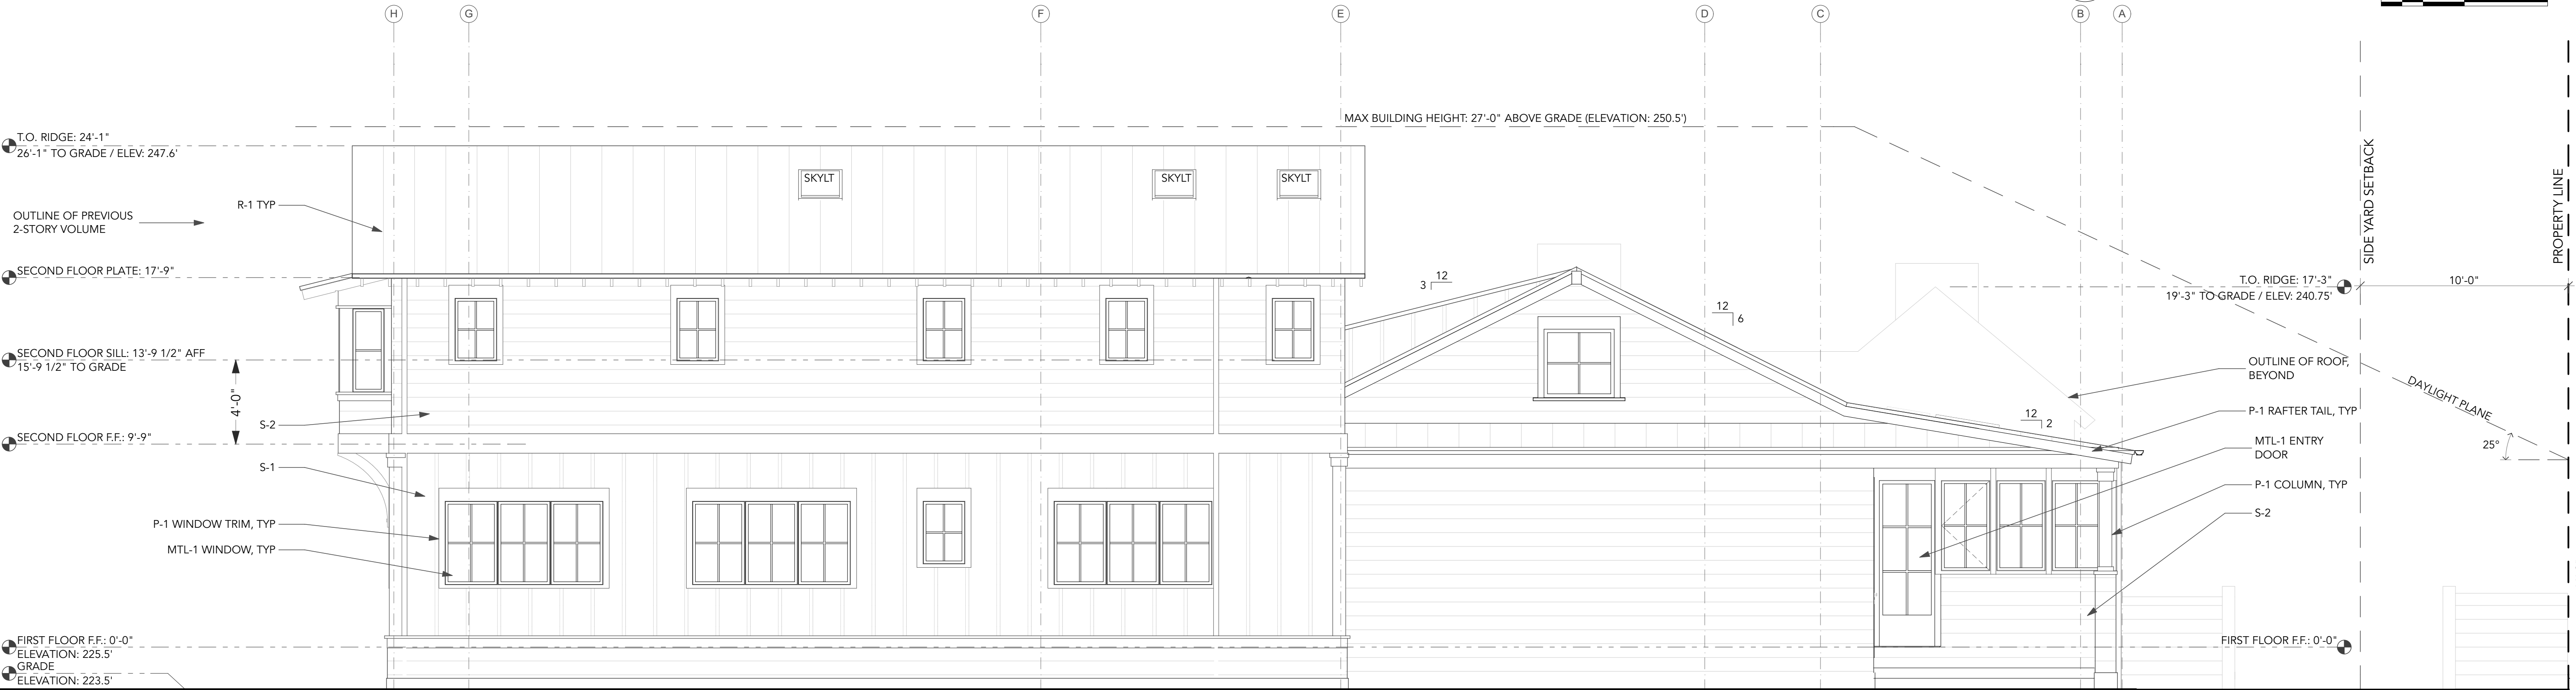 H G F E D C B A
MAX BUILDING HEIGHT: 27'-0" ABOVE GRADE (ELEVATION: 250.5')
T.O. RIDGE: 24'-1"
26'-1" TO GRADE / ELEV: 247.6'
SKYLT SKYLT SKYLT
R-1 TYP
OUTLINE OF PREVIOUS
2-STORY VOLUME
SECOND FLOOR PLATE: 17'-9"
12
3
12
6
SECOND FLOOR SILL: 13'-9 1/2" AFF
15'-9 1/2" TO GRADE
4'-0"
S-2
SECOND FLOOR F.F.: 9'-9"
S-1
P-1 WINDOW TRIM, TYP
MTL-1 WINDOW, TYP
FIRST FLOOR F.F.: 0'-0"
ELEVATION: 225.5'
GRADE
ELEVATION: 223.5'
SIDE YARD SETBACK
PROPERTY LINE
T.O. RIDGE: 17'-3"
19'-3" TO GRADE / ELEV: 240.75'
10'-0"
OUTLINE OF ROOF,
BEYOND
DAYLIGHT PLANE
25°
12
2
P-1 RAFTER TAIL, TYP
MTL-1 ENTRY
DOOR
P-1 COLUMN, TYP
S-2
FIRST FLOOR F.F.: 0'-0"